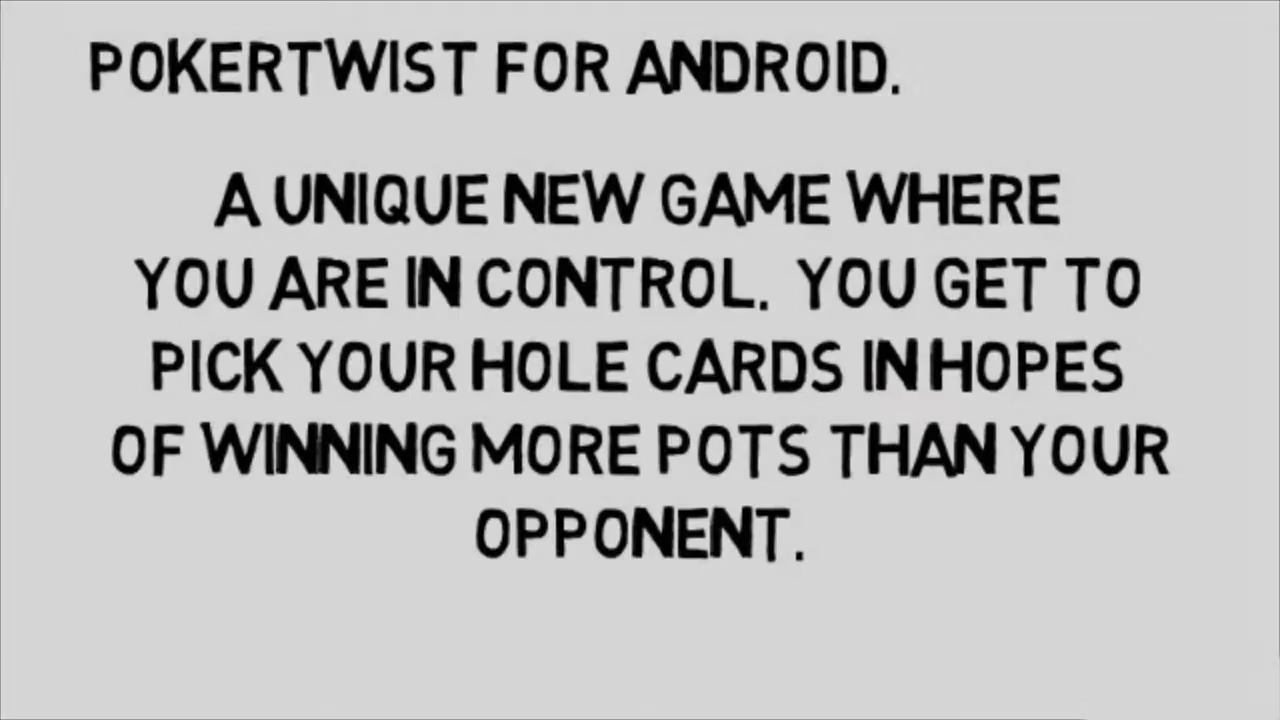 POKERTWIST FOR ANDROID.
A UNIQUE NEW GAME WHERE
YOU ARE IN CONTROL. YOU GET TO
PICK YOUR HOLE CARDS IN HOPES
OF WINNING MORE POTS THAN YOUR
OPPONENT.